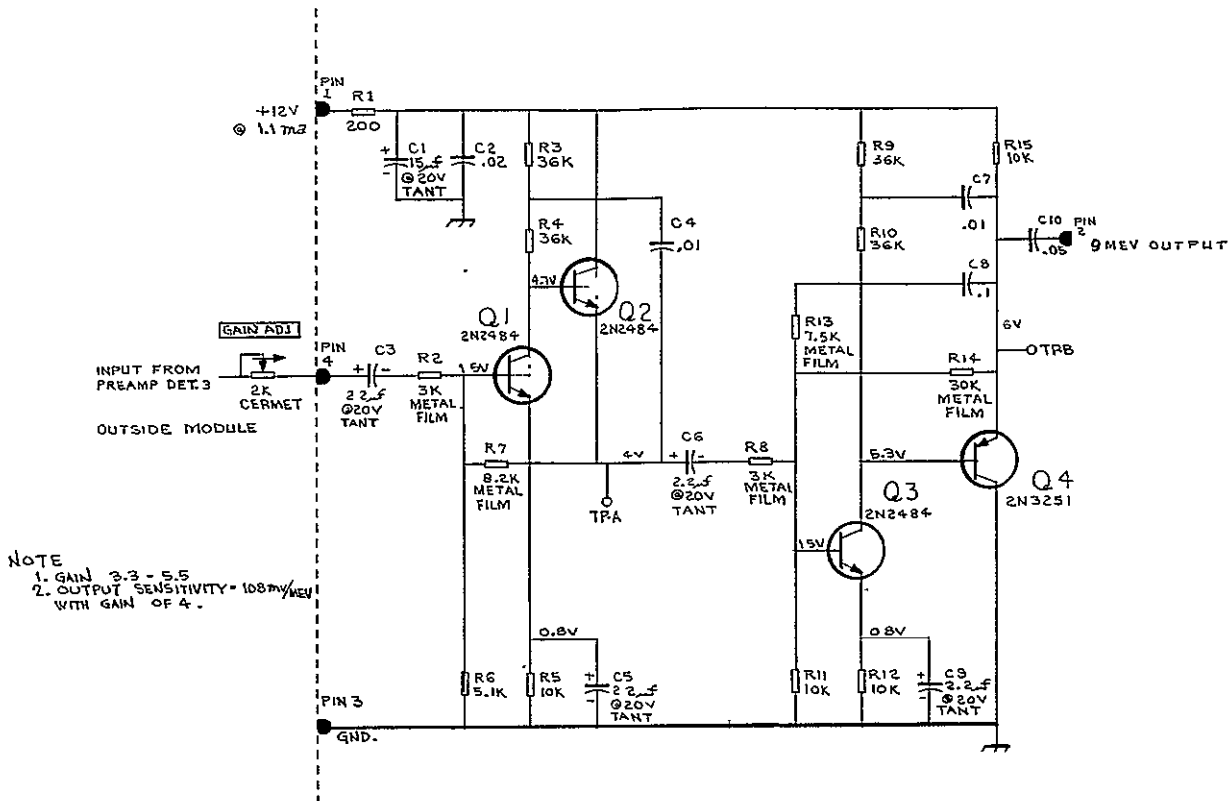 PIN
1
+12V
@ 1.1 ma
R1
200
C1
15µf
@20V
TANT
C2
.02
R3
36K
R4
36K
C4
.01
R9
36K
R15
10K
C7
.01
R10
36K
C10
.05
PIN
2
9 MEV OUTPUT
C8
.1
4.7V
Q2
2N2484
Q1
2N2484
R13
7.5K
METAL
FILM
6V
TPB
R14
30K
METAL
FILM
GAIN ADJ
INPUT FROM
PREAMP DET.3
2K
CERMET
OUTSIDE MODULE
PIN
4
C3
+ -
2.2µf
@20V
TANT
R2
3K
METAL
FILM
1.5V
R7
8.2K
METAL
FILM
4V
TPA
C6
+ -
2.2µf
@20V
TANT
R8
3K
METAL
FILM
5.3V
Q4
2N3251
Q3
2N2484
1.5V
NOTE
1. GAIN 3.3 - 5.5
2. OUTPUT SENSITIVITY = 108mv/MEV
WITH GAIN OF 4.
0.8V
R6
5.1K
R5
10K
C5
2.2µf
@20V
TANT
0.8V
R11
10K
R12
10K
C9
2.2µf
@20V
TANT
PIN 3
GND.